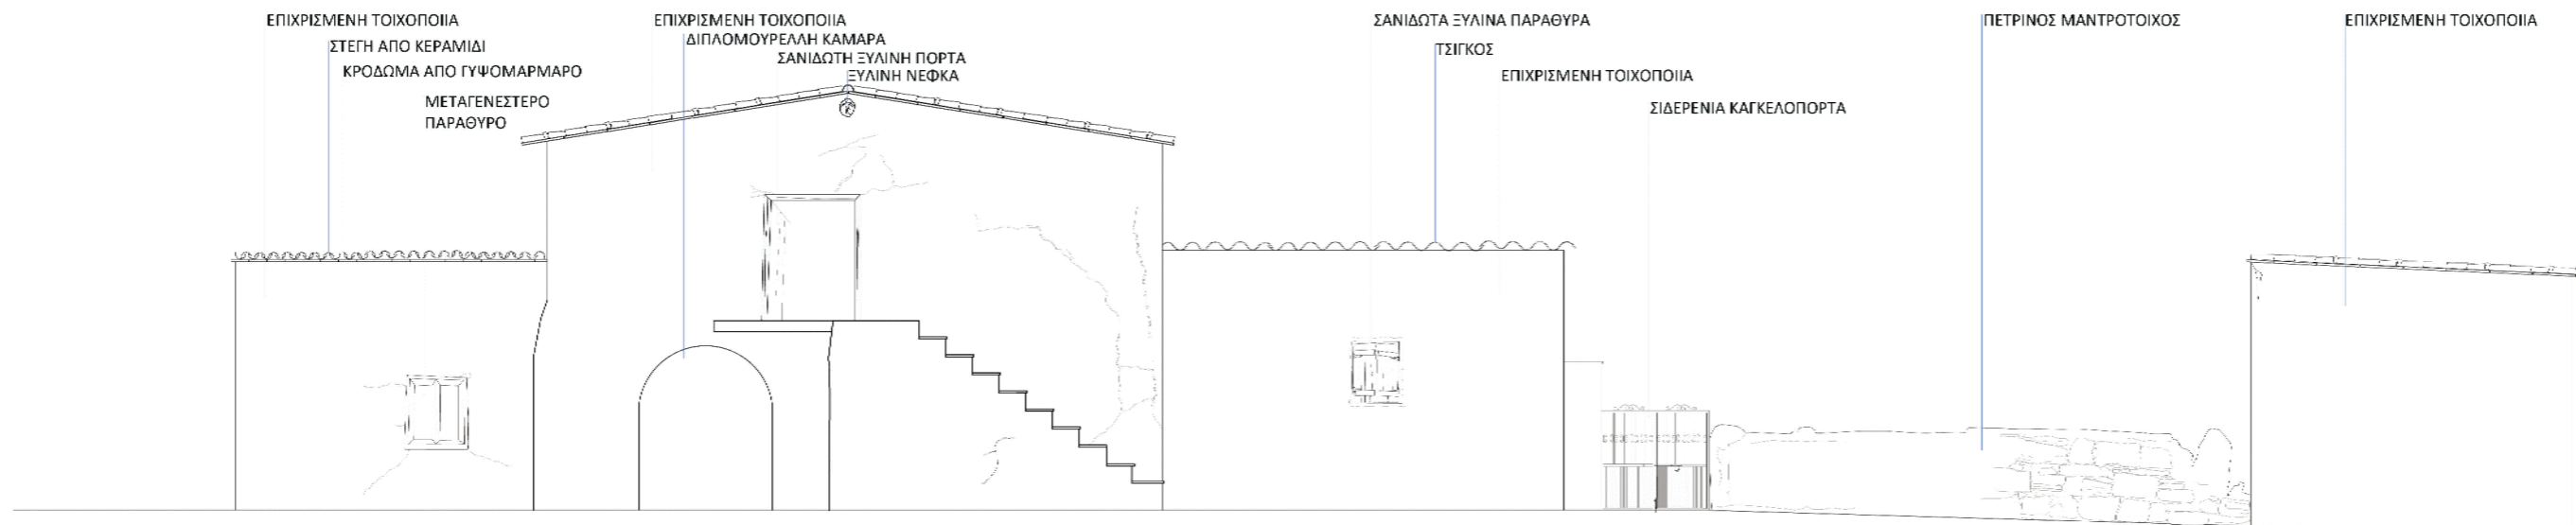 ΕΠΙΧΡΙΣΜΕΝΗ ΤΟΙΧΟΠΟΙΙΑ
ΣΤΕΓΗ ΑΠΟ ΚΕΡΑΜΙΔΙ
ΚΡΟΔΩΜΑ ΑΠΟ ΓΥΨΟΜΑΡΜΑΡΟ
ΜΕΤΑΓΕΝΕΣΤΕΡΟ
ΠΑΡΑΘΥΡΟ
ΕΠΙΧΡΙΣΜΕΝΗ ΤΟΙΧΟΠΟΙΙΑ
ΔΙΠΛΟΜΟΥΡΕΛΛΗ ΚΑΜΑΡΑ
ΣΑΝΙΔΩΤΗ ΞΥΛΙΝΗ ΠΟΡΤΑ
ΞΥΛΙΝΗ ΝΕΦΚΑ
ΣΑΝΙΔΩΤΑ ΞΥΛΙΝΑ ΠΑΡΑΘΥΡΑ
ΤΣΙΓΚΟΣ
ΕΠΙΧΡΙΣΜΕΝΗ ΤΟΙΧΟΠΟΙΙΑ
ΣΙΔΕΡΕΝΙΑ ΚΑΓΚΕΛΟΠΟΡΤΑ
ΠΕΤΡΙΝΟΣ ΜΑΝΤΡΟΤΟΙΧΟΣ
ΕΠΙΧΡΙΣΜΕΝΗ ΤΟΙΧΟΠΟΙΙΑ